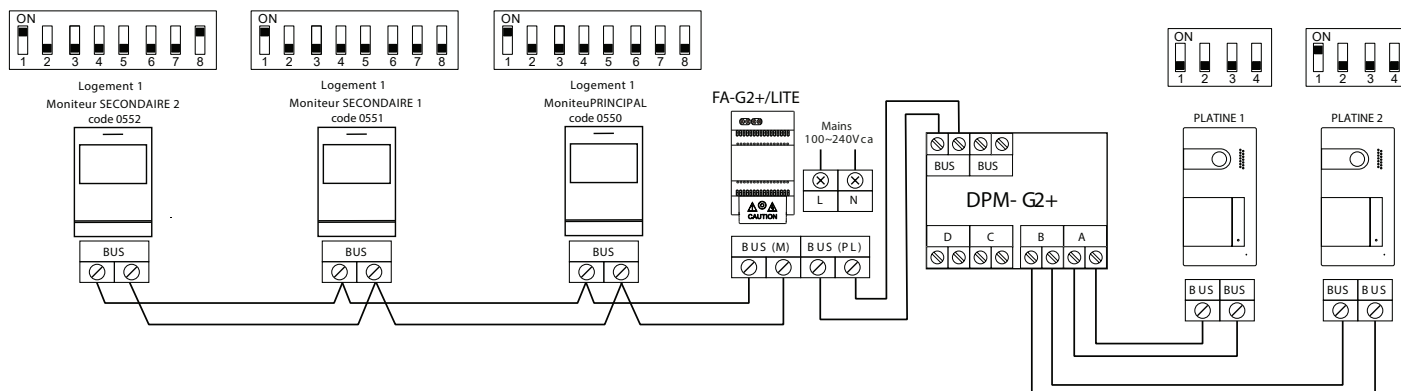 ON
1 2 3 4 5 6 7 8
Logement 1
Moniteur SECONDAIRE 2
code 0552
BUS
ON
1 2 3 4 5 6 7 8
Logement 1
Moniteur SECONDAIRE 1
code 0551
BUS
ON
1 2 3 4 5 6 7 8
Logement 1
MoniteuPRINCIPAL
code 0550
BUS
FA-G2+/LITE
CAUTION
Mains
100~240Vca
L N
BUS (M) BUS (PL)
BUS BUS
DPM- G2+
D C B A
ON
1 2 3 4
PLATINE 1
BUS BUS
ON
1 2 3 4
PLATINE 2
BUS BUS